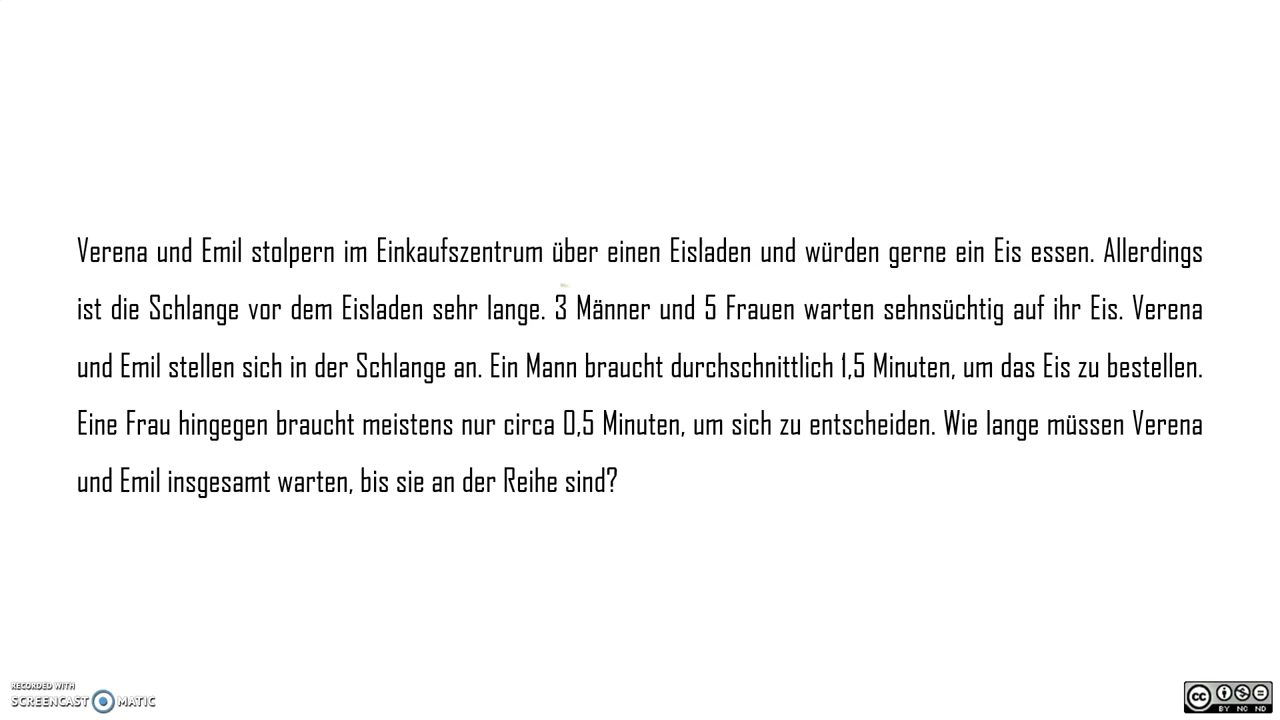 Verena und Emil stolpern im Einkaufszentrum über einen Eisladen und würden gerne ein Eis essen. Allerdings
ist die Schlange vor dem Eisladen sehr lange. 3 Männer und 5 Frauen warten sehnsüchtig auf ihr Eis. Verena
und Emil stellen sich in der Schlange an. Ein Mann braucht durchschnittlich 1,5 Minuten, um das Eis zu bestellen.
Eine Frau hingegen braucht meistens nur circa 0,5 Minuten, um sich zu entscheiden. Wie lange müssen Verena
und Emil insgesamt warten, bis sie an der Reihe sind?
RECORDED WITH
SCREENCAST MATIC
cc
BY NC ND